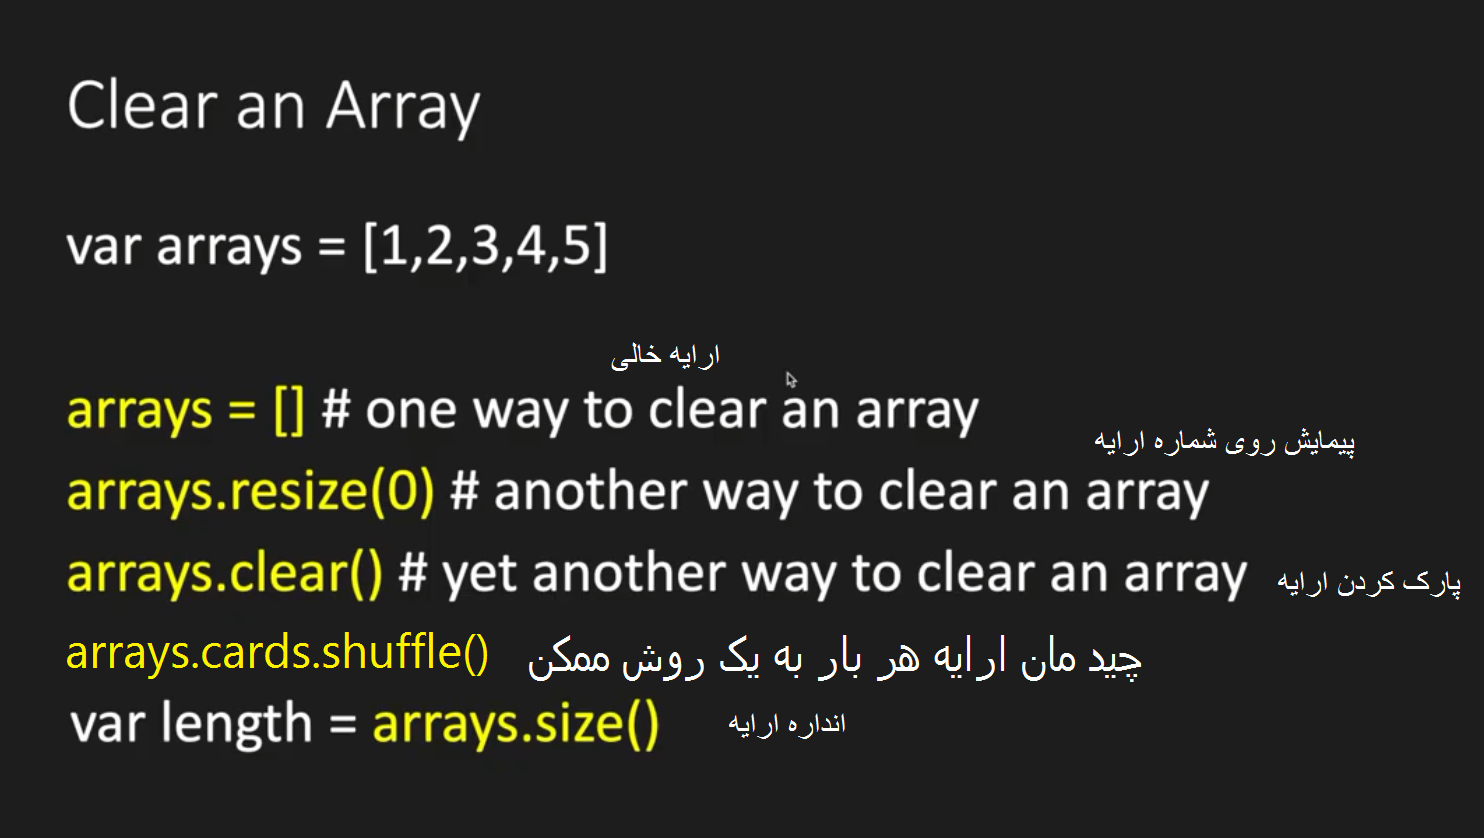 Clear an Array
var arrays = [1,2,3,4,5]
ارایه خالی
arrays = [] # one way to clear an array
پیمایش روی شماره ارایه
arrays.resize(0) # another way to clear an array
arrays.clear() # yet another way to clear an array پارک کردن ارایه
arrays.cards.shuffle() چید مان ارایه هر بار به یک روش ممکن
var length = arrays.size() انداره ارایه